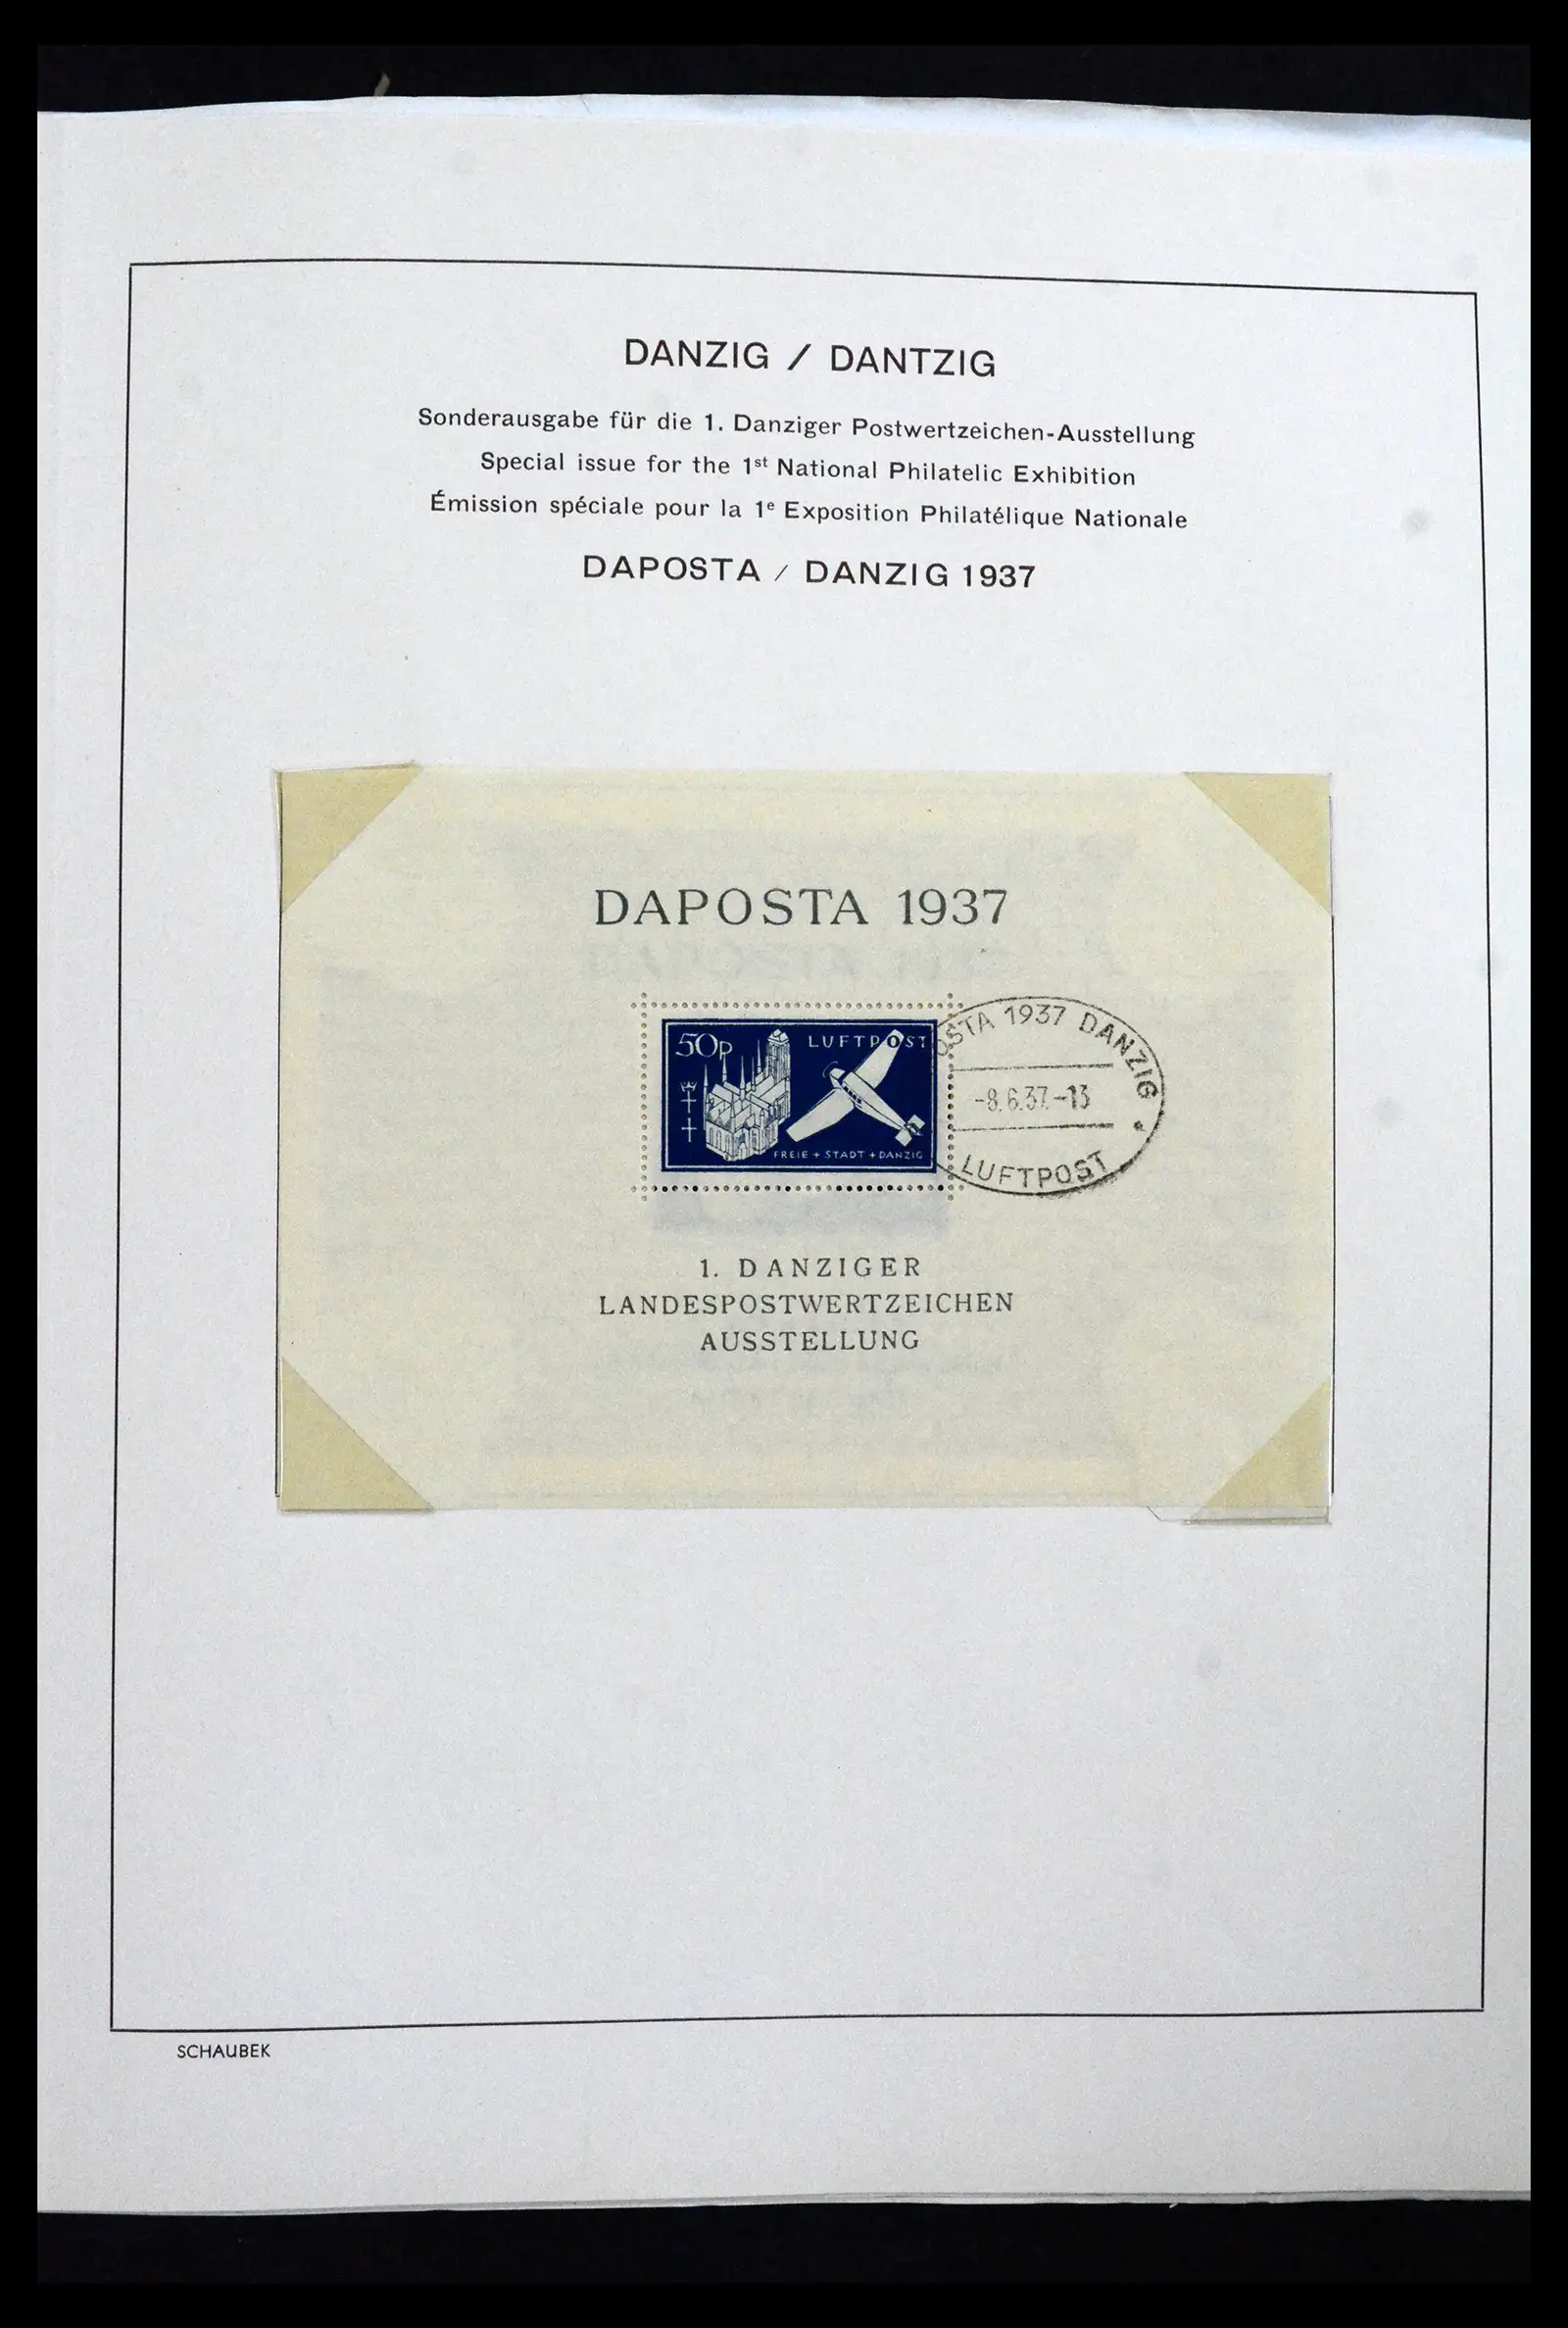 DANZIG / DANTZIG
Sonderausgabe für die 1. Danziger Postwertzeichen-Ausstellung
Special issue for the 1st National Philatelic Exhibition
Émission spéciale pour la 1e Exposition Philatélique Nationale
DAPOSTA / DANZIG 1937
DAPOSTA 1937
50p LUFTPOST
FREIE + STADT + DANZIG
OSTA 1937 DANZIG
-8.6.37.-13
LUFTPOST
1. DANZIGER
LANDESPOSTWERTZEICHEN
AUSSTELLUNG
SCHAUBEK